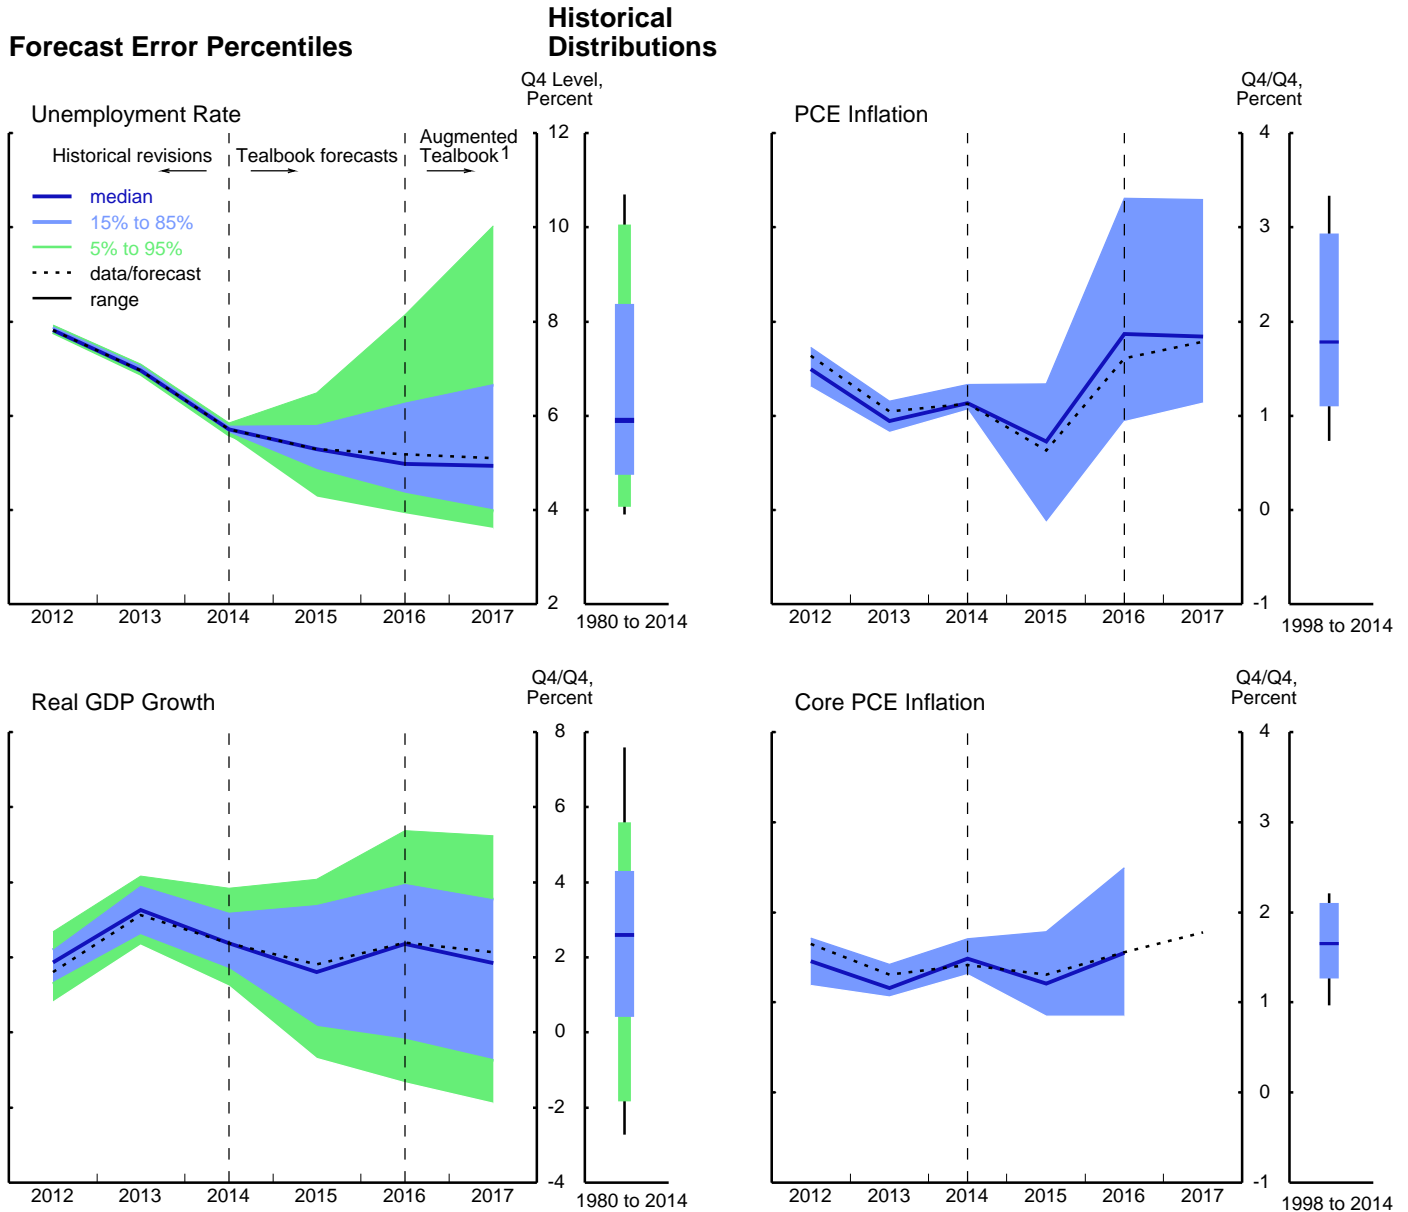 Forecast Error Percentiles
Historical
Distributions
Unemployment Rate
Q4 Level,
Percent
Historical revisions
Tealbook forecasts
Augmented
Tealbook1
median
15% to 85%
5% to 95%
data/forecast
range
12
10
8
6
4
2
2012 2013 2014 2015 2016 2017
1980 to 2014
PCE Inflation
Q4/Q4,
Percent
4
3
2
1
0
-1
2012 2013 2014 2015 2016 2017
1998 to 2014
Real GDP Growth
Q4/Q4,
Percent
8
6
4
2
0
-2
-4
2012 2013 2014 2015 2016 2017
1980 to 2014
Core PCE Inflation
Q4/Q4,
Percent
4
3
2
1
0
-1
2012 2013 2014 2015 2016 2017
1998 to 2014